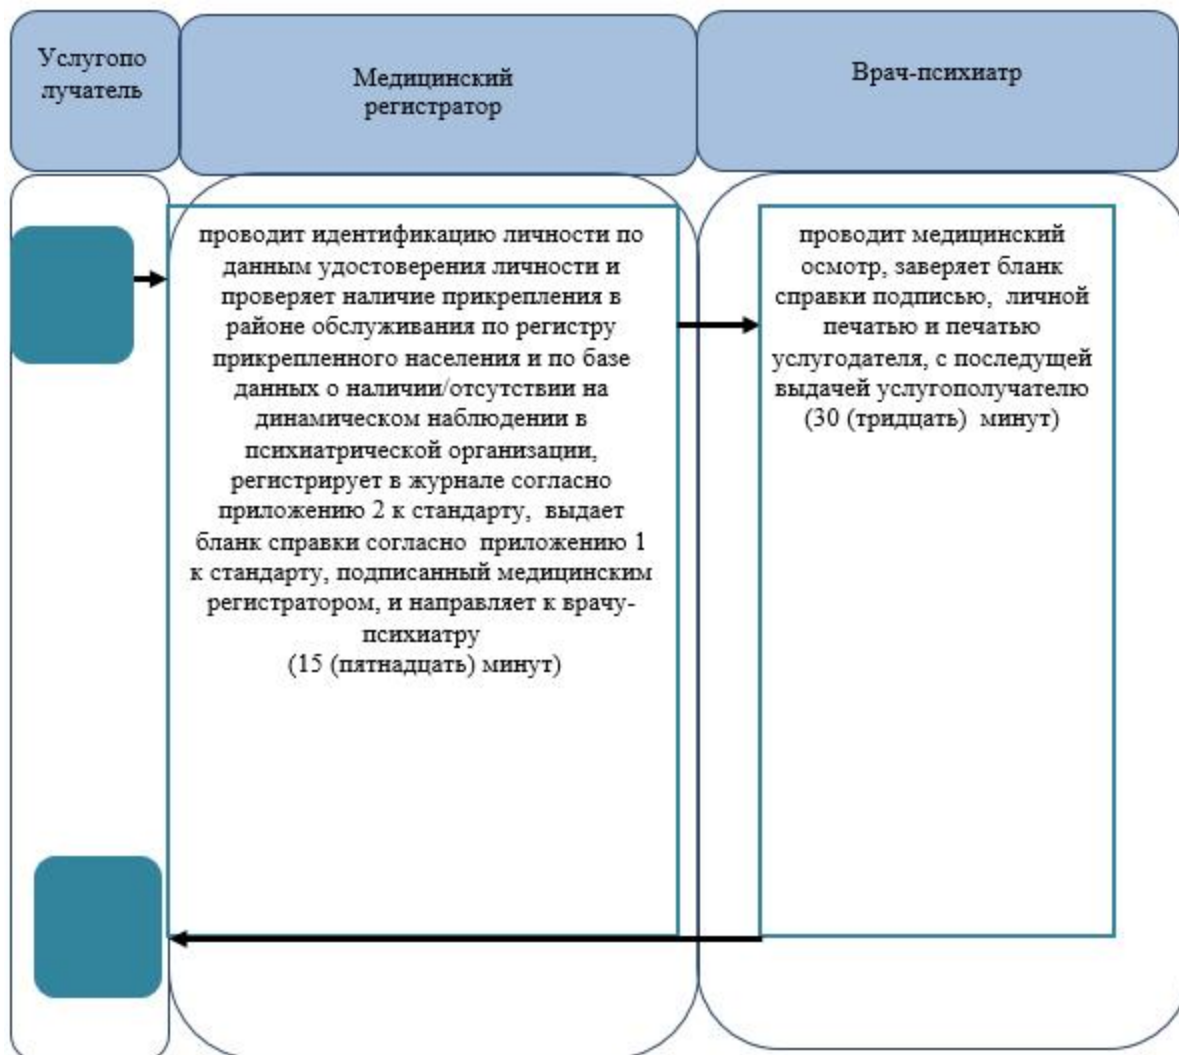 Услугопо
лучатель
Медицинский
регистратор
Врач-психиатр
проводит идентификацию личности по
данным удостоверения личности и
проверяет наличие прикрепления в
районе обслуживания по регистру
прикрепленного населения и по базе
данных о наличии/отсутствии на
динамическом наблюдении в
психиатрической организации,
регистрирует в журнале согласно
приложению 2 к стандарту, выдает
бланк справки согласно приложению 1
к стандарту, подписанный медицинским
регистратором, и направляет к врачу-
психиатру
(15 (пятнадцать) минут)
проводит медицинский
осмотр, заверяет бланк
справки подписью, личной
печатью и печатью
услугодателя, с последущей
выдачей услугополучателю
(30 (тридцать) минут)